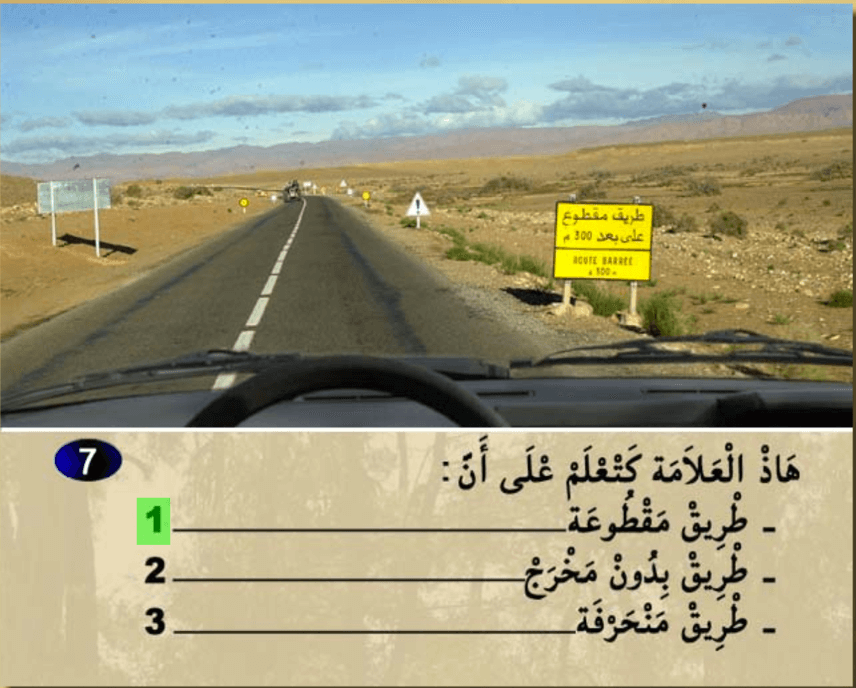 طريق مقطوع
على بعد 300 م
ROUTE BARRÉE
à 300 m
7
هَاذْ الْعَلاَمَة كَتْعْلَمْ عْلَى أَنَّ :
- طْرِيقْ مَقْطُوعَة 1
- طْرِيقْ بِدُونْ مَخْرَجْ 2
- طْرِيقْ مَنْحَرْفَة 3